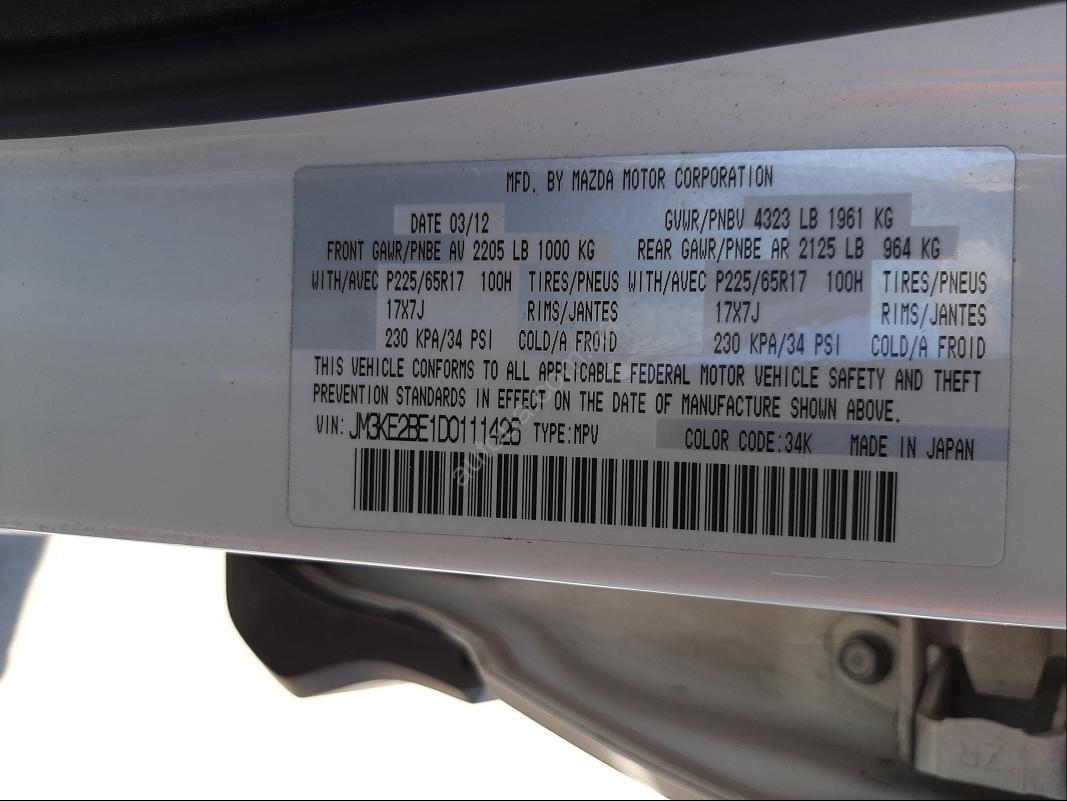 MFD. BY MAZDA MOTOR CORPORATION
DATE 03/12 GVWR/PNBV 4323 LB 1961 KG
FRONT GAWR/PNBE AV 2205 LB 1000 KG REAR GAWR/PNBE AR 2125 LB 964 KG
WITH/AVEC P225/65R17 100H TIRES/PNEUS WITH/AVEC P225/65R17 100H TIRES/PNEUS
17X7J RIMS/JANTES 17X7J RIMS/JANTES
230 KPA/34 PSI COLD/A FROID 230 KPA/34 PSI COLD/A FROID
THIS VEHICLE CONFORMS TO ALL APPLICABLE FEDERAL MOTOR VEHICLE SAFETY AND THEFT
PREVENTION STANDARDS IN EFFECT ON THE DATE OF MANUFACTURE SHOWN ABOVE.
VIN: JM3KE2BE1D0111426 TYPE:MPV COLOR CODE:34K MADE IN JAPAN
ZR